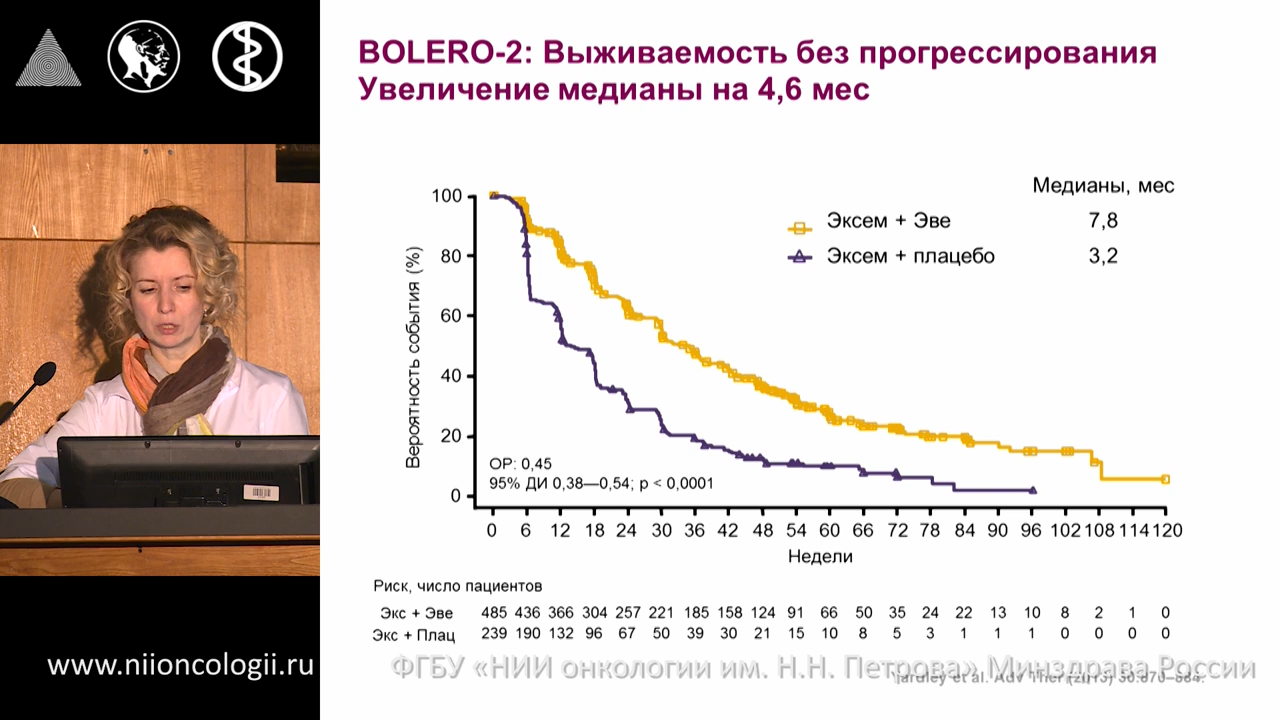 BOLERO-2: Выживаемость без прогрессирования
Увеличение медианы на 4,6 мес
Медианы, мес
Эксем + Эве 7,8
Эксем + плацебо 3,2
Вероятность события (%)
100
80
60
40
20
0
ОР: 0,45
95% ДИ 0,38—0,54; p < 0,0001
0 6 12 18 24 30 36 42 48 54 60 66 72 78 84 90 96 102 108 114 120
Недели
Риск, число пациентов
Экс + Эве 485 436 366 304 257 221 185 158 124 91 66 50 35 24 22 13 10 8 2 1 0
Экс + Плац 239 190 132 96 67 50 39 30 21 15 10 8 5 3 1 1 1 0 0 0 0
www.niioncologii.ru
ФГБУ «НИИ онкологии им. Н.Н. Петрова» Минздрава России
et al. Adv Ther (2013)